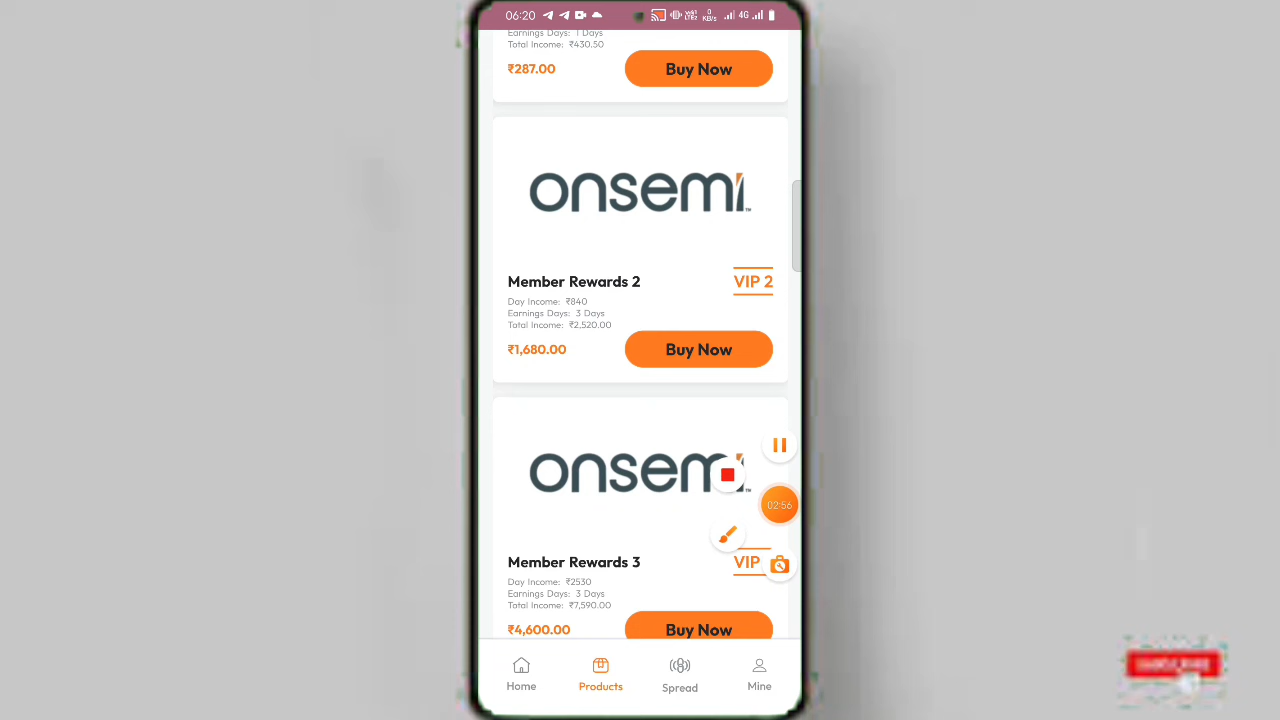 06:20
0
KB/s
4G
Earnings Days: 1 Days
Total Income: ₹430.50
₹287.00
Buy Now
onsemi
Member Rewards 2
VIP 2
Day Income: ₹840
Earnings Days: 3 Days
Total Income: ₹2,520.00
₹1,680.00
Buy Now
onsemi
02:56
Member Rewards 3
VIP
Day Income: ₹2530
Earnings Days: 3 Days
Total Income: ₹7,590.00
₹4,600.00
Buy Now
Home
Products
Spread
Mine